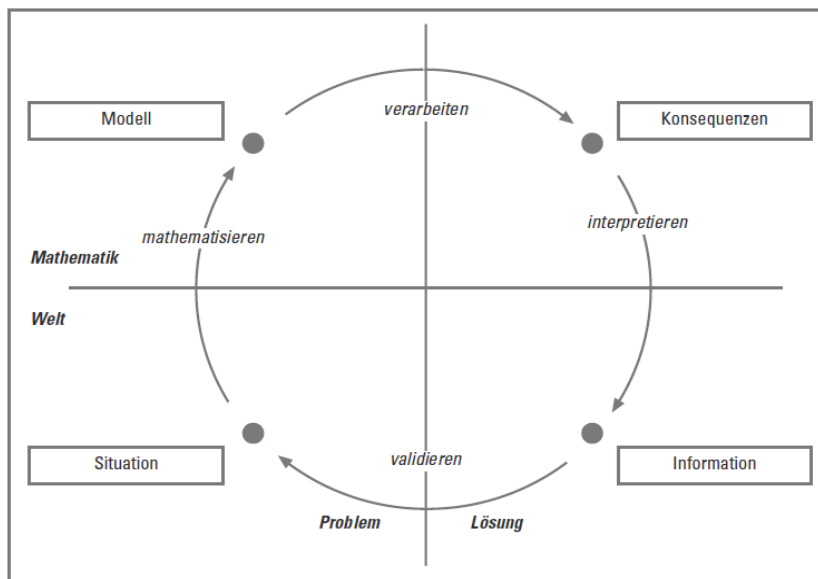 Modell
verarbeiten
Konsequenzen
mathematisieren
interpretieren
Mathematik
Welt
Situation
validieren
Information
Problem
Lösung